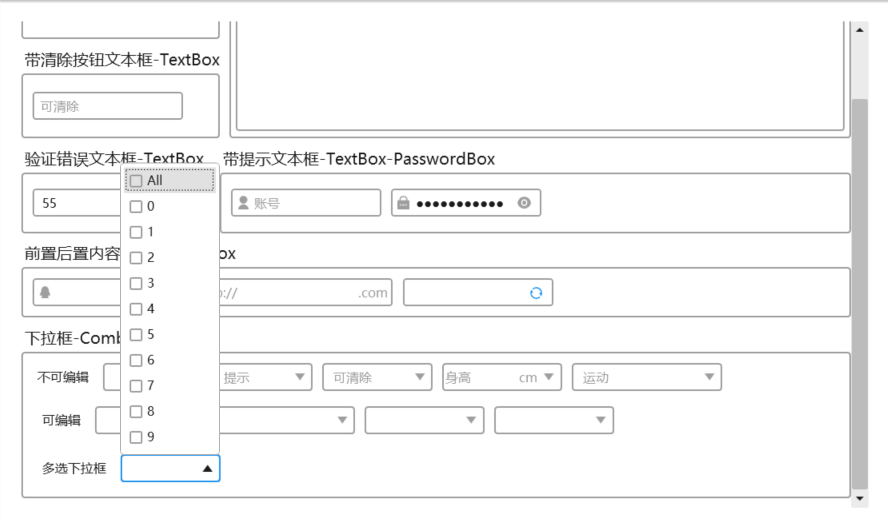 带清除按钮文本框-TextBox
可清除
验证错误文本框-TextBox 带提示文本框-TextBox-PasswordBox
55 账号 ●●●●●●●●●●●
All
0
1
2
3
4
5
6
7
8
9
前置后置内容
.com
下拉框-Comb
不可编辑 提示 可清除 身高 cm 运动
可编辑
多选下拉框